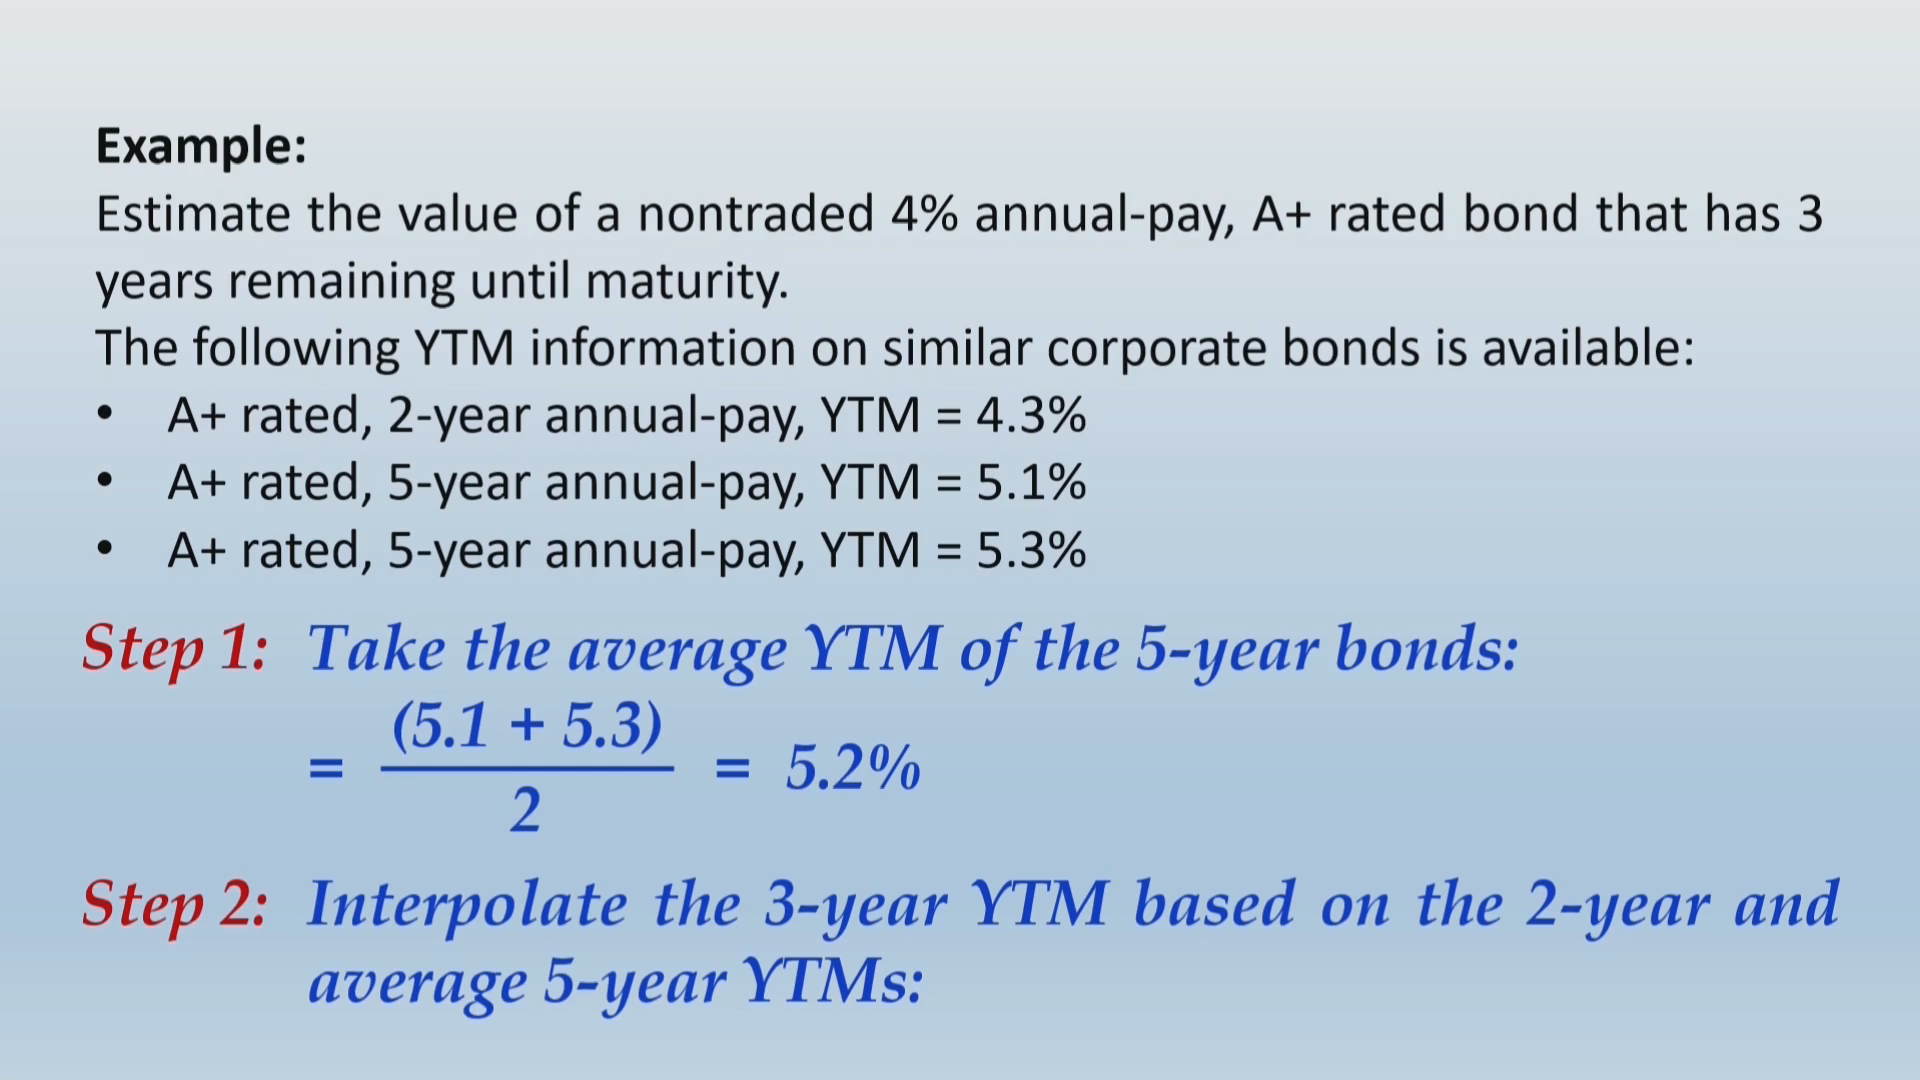 Example:
Estimate the value of a nontraded 4% annual-pay, A+ rated bond that has 3
years remaining until maturity.
The following YTM information on similar corporate bonds is available:
• A+ rated, 2-year annual-pay, YTM = 4.3%
• A+ rated, 5-year annual-pay, YTM = 5.1%
• A+ rated, 5-year annual-pay, YTM = 5.3%
Step 1: Take the average YTM of the 5-year bonds:
= (5.1 + 5.3) / 2 = 5.2%
Step 2: Interpolate the 3-year YTM based on the 2-year and
average 5-year YTMs: